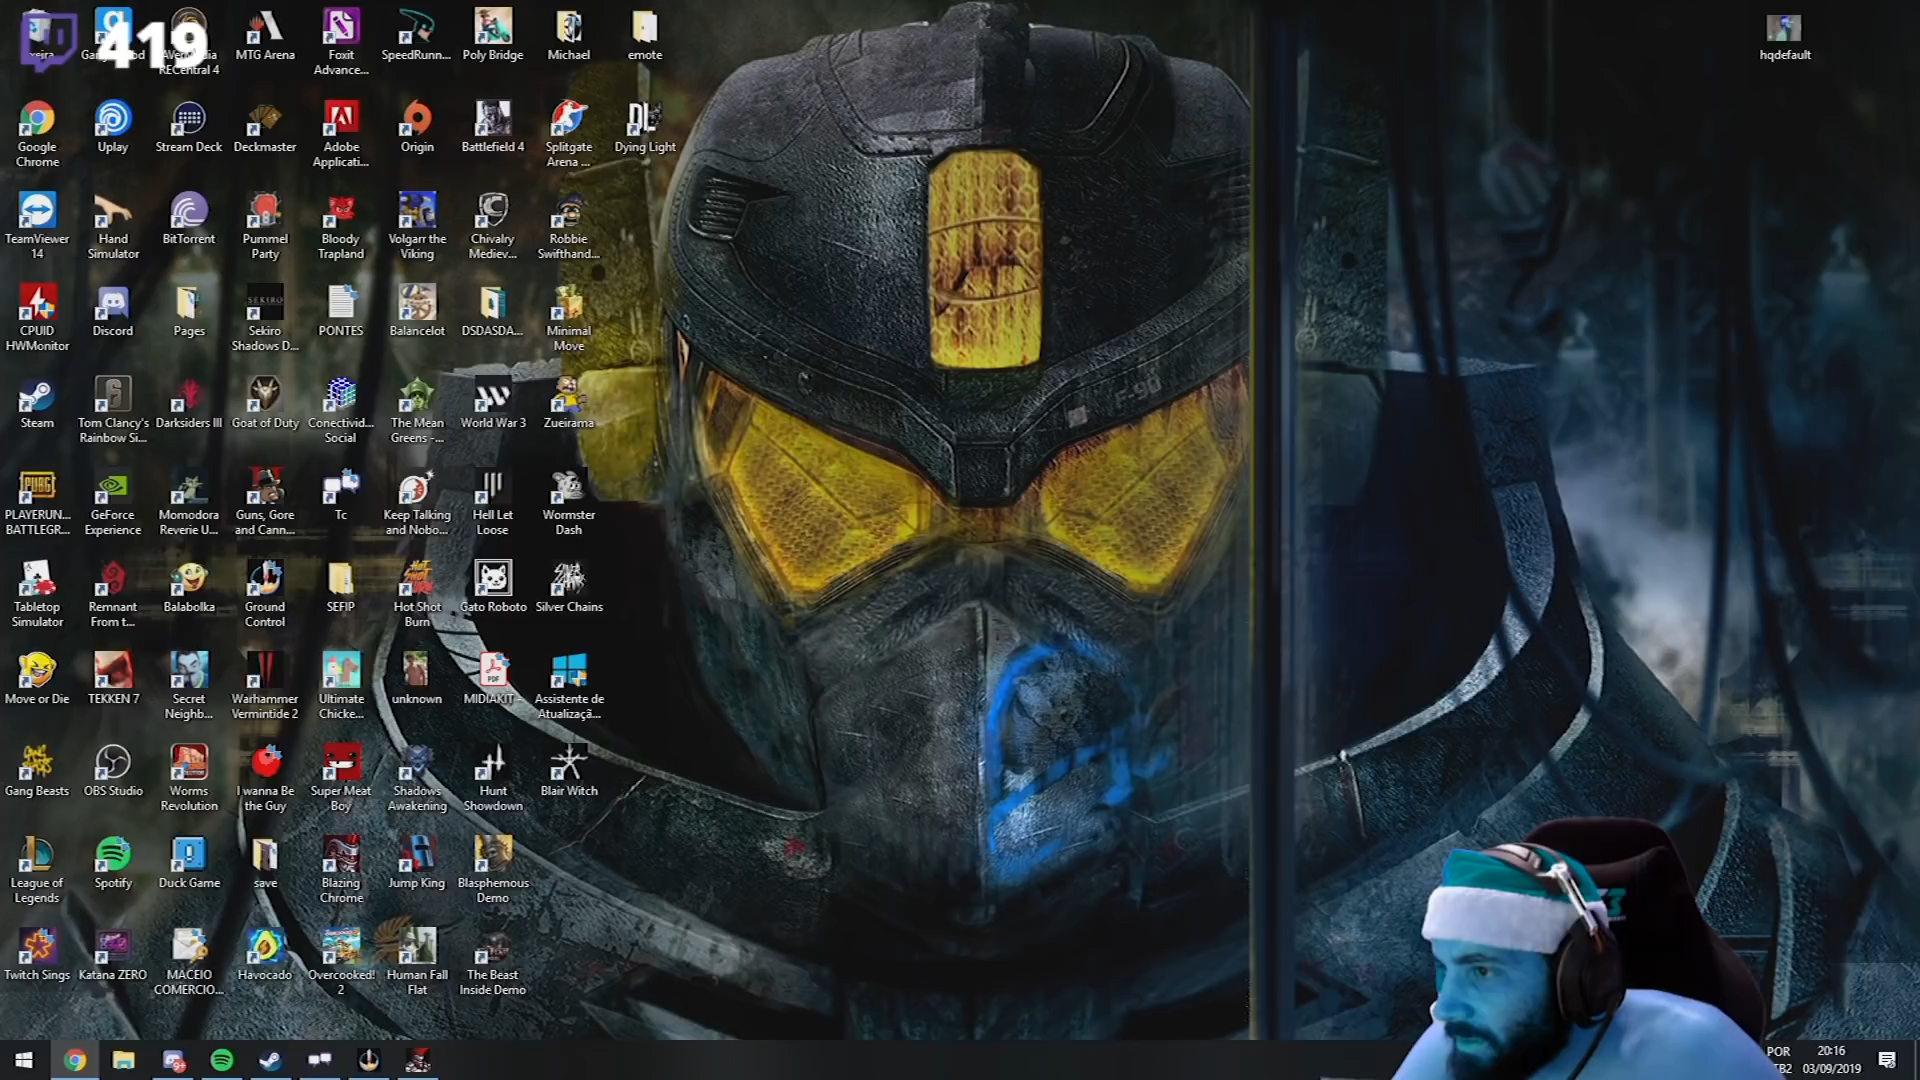 419
MTG Arena
Foxit
Advance...
SpeedRunn...
Poly Bridge
Michael
emote
hqdefault
RECentral 4
Google
Chrome
Uplay
Stream Deck
Deckmaster
Adobe
Applicati...
Origin
Battlefield 4
Splitgate
Arena ...
DL
Dying Light
TeamViewer
14
Hand
Simulator
BitTorrent
Pummel
Party
Bloody
Trapland
Volgarr the
Viking
Chivalry
Mediev...
Robbie
Swifthand...
CPUID
HWMonitor
Discord
Pages
SEKIRO
Sekiro
Shadows D...
PONTES
Balancelot
DSDASDA...
Minimal
Move
Steam
Tom Clancy's
Rainbow Si...
Darksiders III
Goat of Duty
Conectivid...
Social
The Mean
Greens -...
World War 3
Zueirama
F-90
PUBG
PLAYERUN...
BATTLEGR...
GeForce
Experience
Momodora
Reverie U...
Guns, Gore
and Cann...
Tc
Keep Talking
and Nobo...
Hell Let
Loose
Wormster
Dash
Tabletop
Simulator
Remnant
From t...
Balabolka
Ground
Control
SEFIP
Hot Shot
Burn
Gato Roboto
Silver Chains
Move or Die
TEKKEN 7
Secret
Neighb...
Warhammer
Vermintide 2
Ultimate
Chicke...
unknown
PDF
MIDIAKIT -
Assistente de
Atualizaçã...
Gang Beasts
OBS Studio
Worms
Revolution
I wanna Be
the Guy
Super Meat
Boy
Shadows
Awakening
Hunt
Showdown
Blair Witch
League of
Legends
Spotify
Duck Game
save
Blazing
Chrome
Jump King
Blasphemous
Demo
Twitch Sings
Katana ZERO
MACEIO
COMERCIO...
Havocado
Overcooked!
2
Human Fall
Flat
The Beast
Inside Demo
9+
POR
20:16
03/09/2019